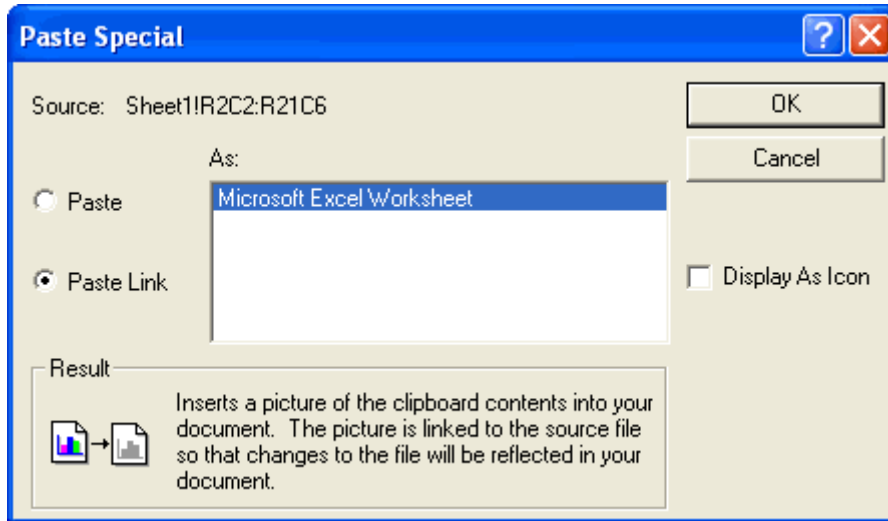 Paste Special
Source: Sheet1!R2C2:R21C6
OK
As:
Cancel
Paste
Microsoft Excel Worksheet
Paste Link
Display As Icon
Result
Inserts a picture of the clipboard contents into your
document. The picture is linked to the source file
so that changes to the file will be reflected in your
document.